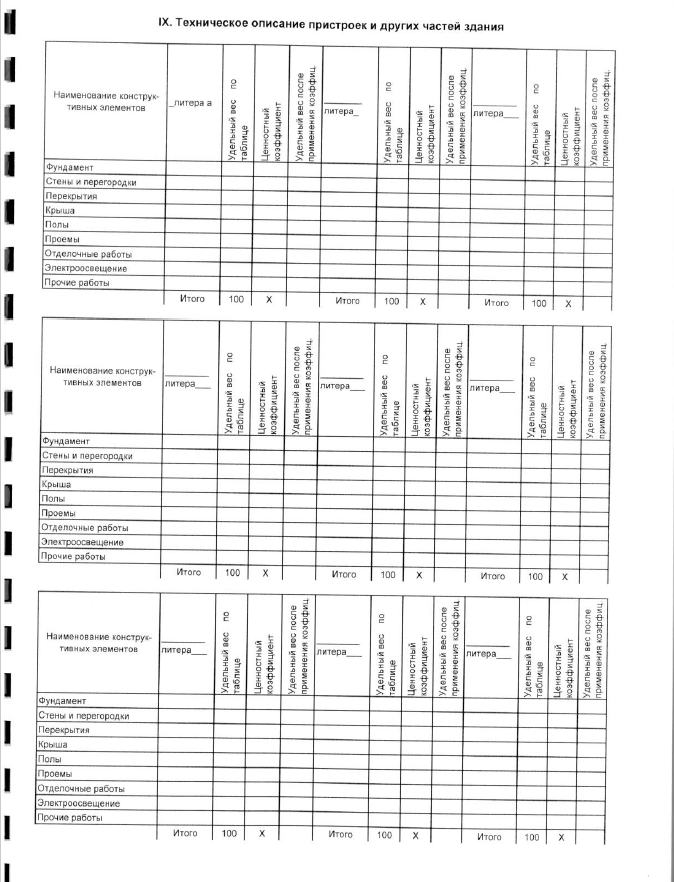 IX. Техническое описание пристроек и других частей здания
Наименование конструк-
тивных элементов
_литера а
Удельный вес по
таблице
Ценностный
коэффициент
Удельный вес после
применения коэффиц.
литера_
Удельный вес по
таблице
Ценностный
коэффициент
Удельный вес после
применения коэффиц.
литера___
Удельный вес по
таблице
Ценностный
коэффициент
Удельный вес после
применения коэффиц.
Фундамент
Стены и перегородки
Перекрытия
Крыша
Полы
Проемы
Отделочные работы
Электроосвещение
Прочие работы
Итого 100 X Итого 100 X Итого 100 X
Наименование конструк-
тивных элементов
литера___
Удельный вес по
таблице
Ценностный
коэффициент
Удельный вес после
применения коэффиц.
литера___
Удельный вес по
таблице
Ценностный
коэффициент
Удельный вес после
применения коэффиц.
литера___
Удельный вес по
таблице
Ценностный
коэффициент
Удельный вес после
применения коэффиц.
Фундамент
Стены и перегородки
Перекрытия
Крыша
Полы
Проемы
Отделочные работы
Электроосвещение
Прочие работы
Итого 100 X Итого 100 X Итого 100 X
Наименование конструк-
тивных элементов
литера___
Удельный вес по
таблице
Ценностный
коэффициент
Удельный вес после
применения коэффиц.
литера___
Удельный вес по
таблице
Ценностный
коэффициент
Удельный вес после
применения коэффиц.
литера___
Удельный вес по
таблице
Ценностный
коэффициент
Удельный вес после
применения коэффиц.
Фундамент
Стены и перегородки
Перекрытия
Крыша
Полы
Проемы
Отделочные работы
Электроосвещение
Прочие работы
Итого 100 X Итого 100 X Итого 100 X